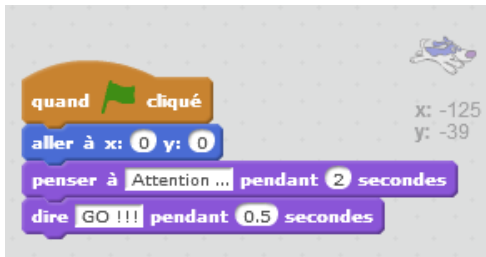 quand cliqué
x: -125
y: -39
aller à x: 0 y: 0
penser à Attention ... pendant 2 secondes
dire GO !!! pendant 0.5 secondes